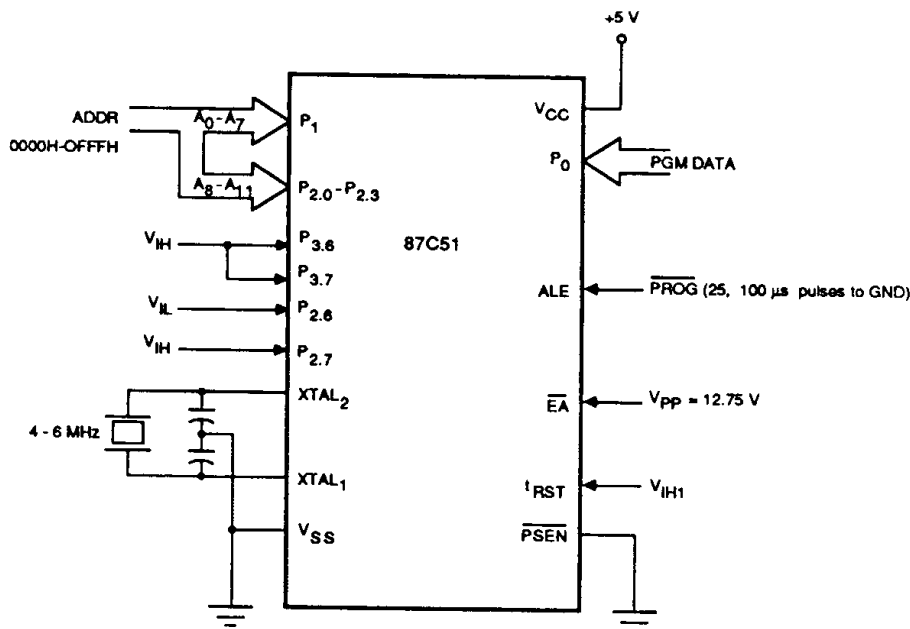 +5 V
ADDR
0000H-OFFFH
A0-A7
A8-A11
P1
P2.0-P2.3
VCC
P0
PGM DATA
87C51
VIH
P3.6
P3.7
VIL
P2.6
VIH
P2.7
ALE
PROG (25, 100 µs pulses to GND)
4 - 6 MHz
XTAL2
XTAL1
EA
VPP = 12.75 V
tRST
VIH1
VSS
PSEN